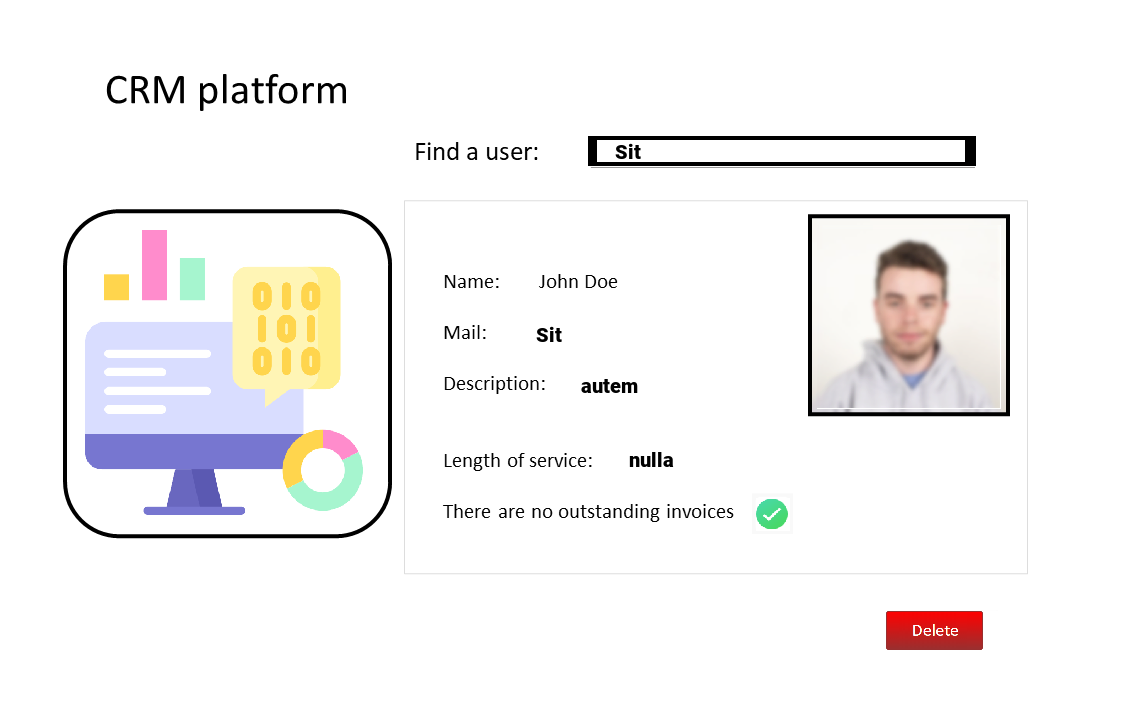 CRM platform
Find a user: Sit
Name: John Doe
Mail: Sit
Description: autem
Length of service: nulla
There are no outstanding invoices
010
101
010
Delete